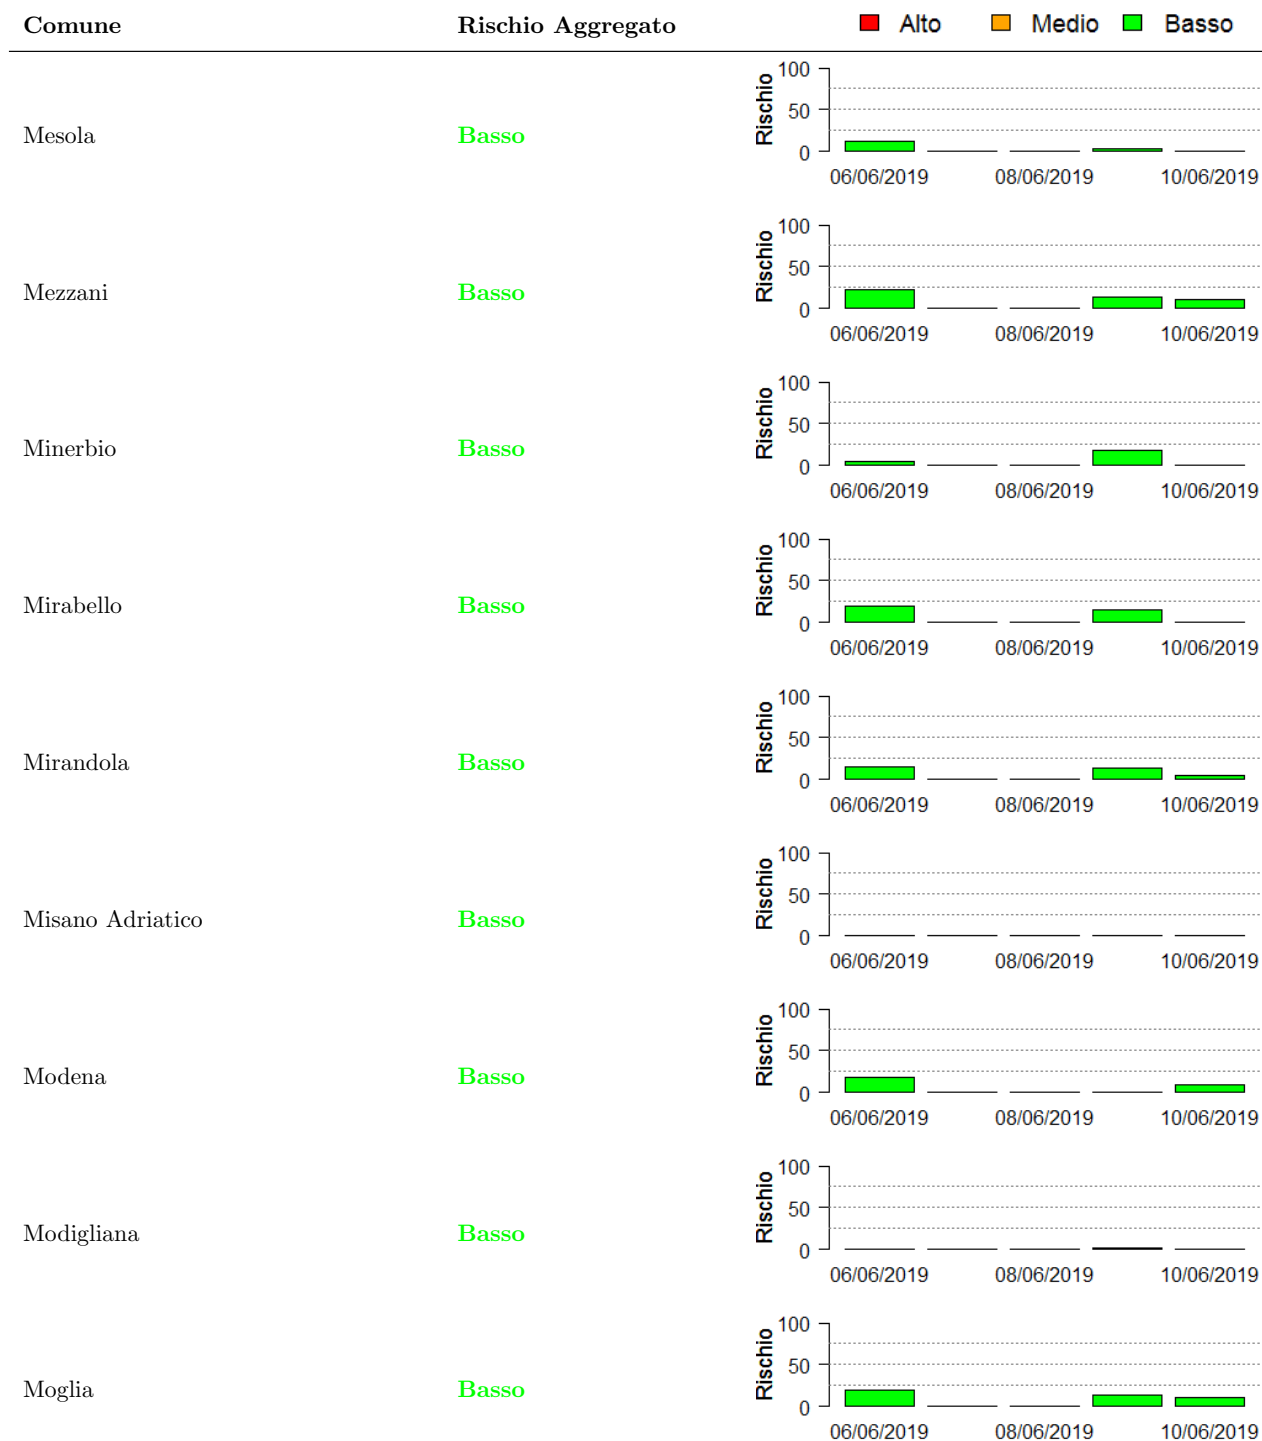 Comune Rischio Aggregato Alto Medio Basso
Mesola Basso Rischio 100 50 0
06/06/2019 08/06/2019 10/06/2019
Mezzani Basso Rischio 100 50 0
06/06/2019 08/06/2019 10/06/2019
Minerbio Basso Rischio 100 50 0
06/06/2019 08/06/2019 10/06/2019
Mirabello Basso Rischio 100 50 0
06/06/2019 08/06/2019 10/06/2019
Mirandola Basso Rischio 100 50 0
06/06/2019 08/06/2019 10/06/2019
Misano Adriatico Basso Rischio 100 50 0
06/06/2019 08/06/2019 10/06/2019
Modena Basso Rischio 100 50 0
06/06/2019 08/06/2019 10/06/2019
Modigliana Basso Rischio 100 50 0
06/06/2019 08/06/2019 10/06/2019
Moglia Basso Rischio 100 50 0
06/06/2019 08/06/2019 10/06/2019